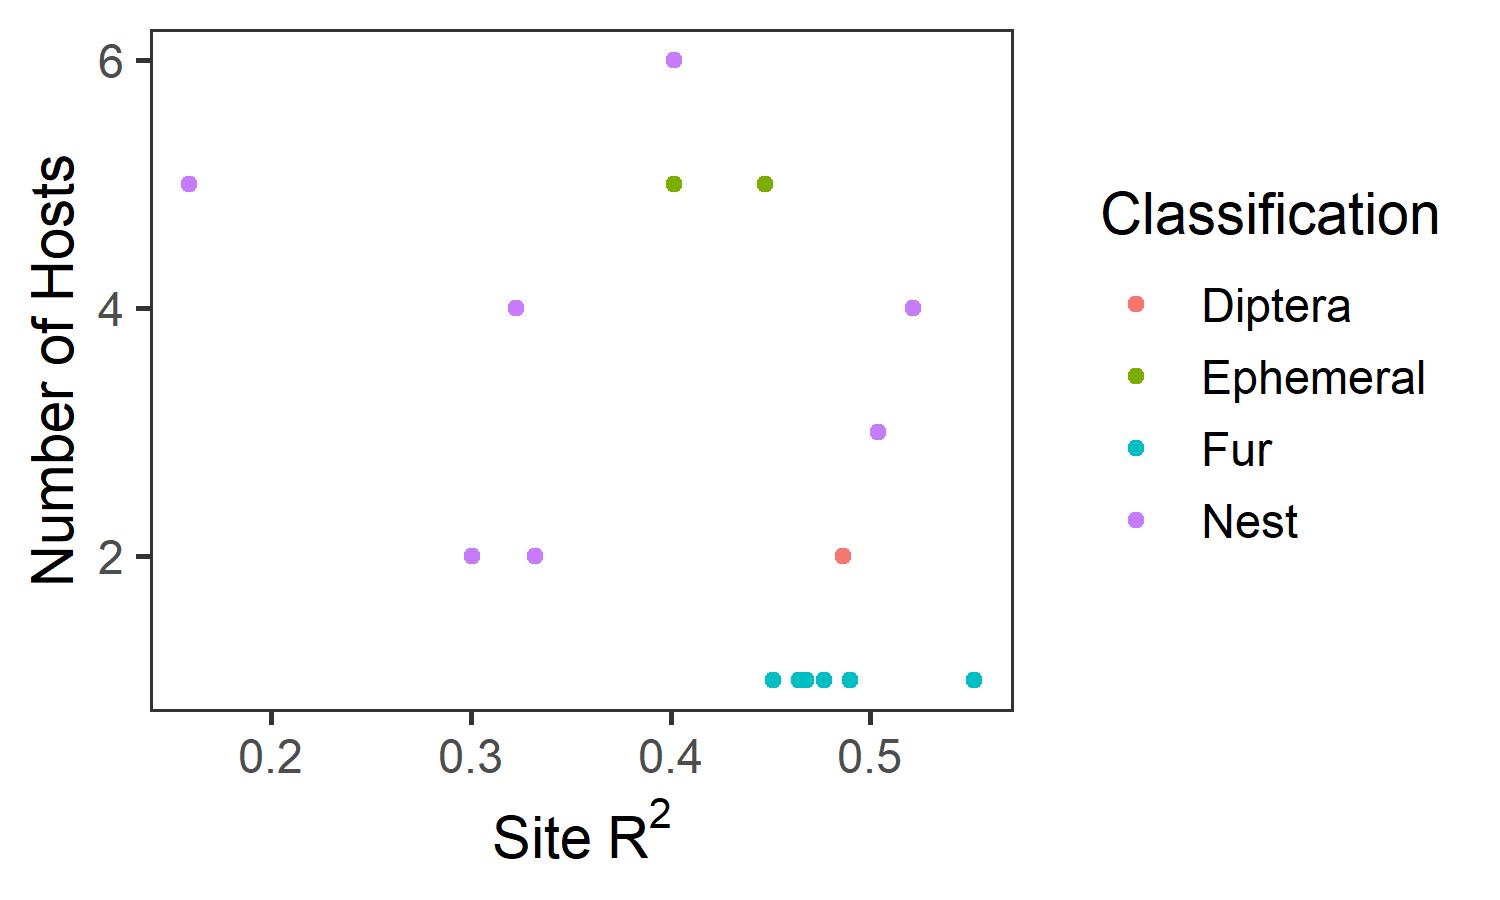 6
4
2
Number of Hosts
0.2 0.3 0.4 0.5
Site R²
Classification
Diptera
Ephemeral
Fur
Nest